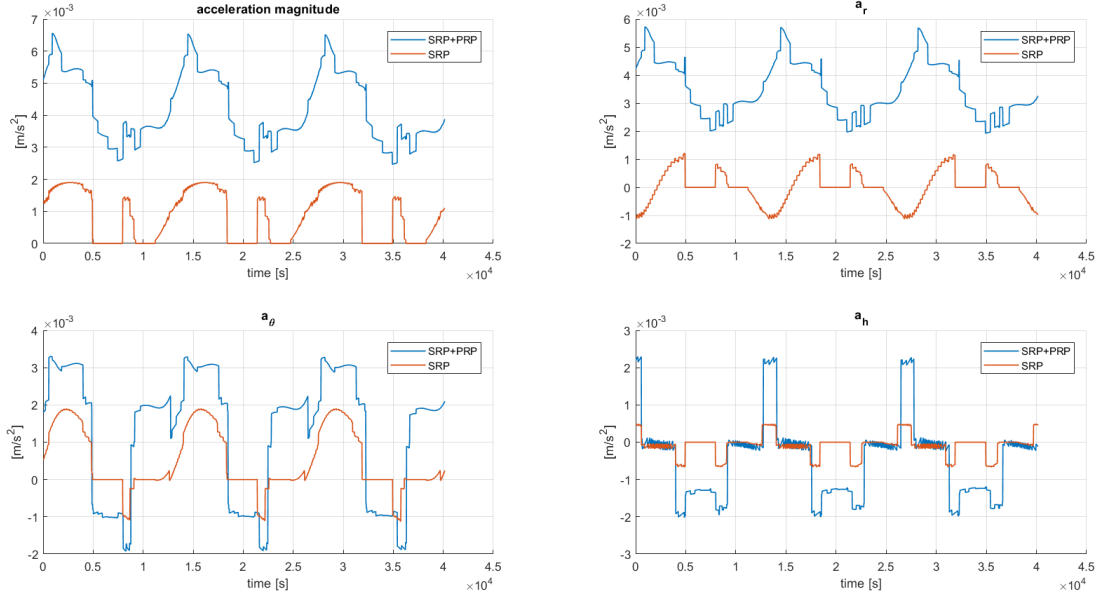 acceleration magnitude
×10⁻³
7
6
5
4
3
2
1
0
[m/s²]
SRP+PRP
SRP
0 0.5 1 1.5 2 2.5 3 3.5 4 4.5
time [s]
×10⁴
a_r
×10⁻³
6
5
4
3
2
1
0
-1
-2
[m/s²]
SRP+PRP
SRP
0 0.5 1 1.5 2 2.5 3 3.5 4 4.5
time [s]
×10⁴
a_θ
×10⁻³
4
3
2
1
0
-1
-2
[m/s²]
SRP+PRP
SRP
0 0.5 1 1.5 2 2.5 3 3.5 4 4.5
time [s]
×10⁴
a_h
×10⁻³
3
2
1
0
-1
-2
-3
[m/s²]
SRP+PRP
SRP
0 0.5 1 1.5 2 2.5 3 3.5 4 4.5
time [s]
×10⁴